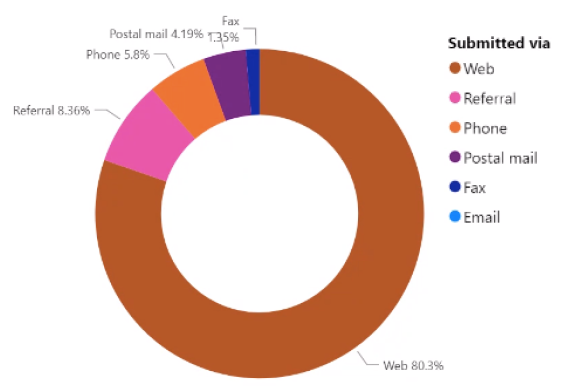 Fax
1.35%
Postal mail 4.19%
Phone 5.8%
Referral 8.36%
Web 80.3%
Submitted via
Web
Referral
Phone
Postal mail
Fax
Email